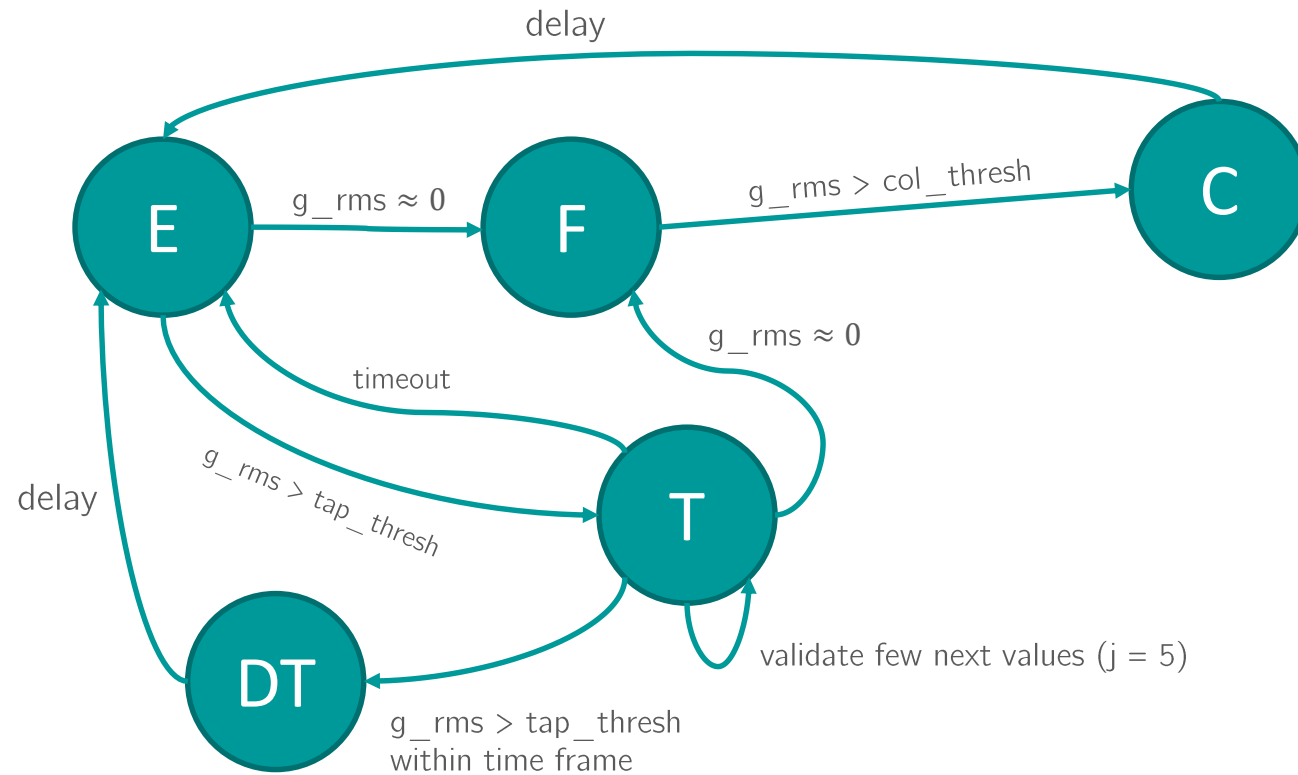 delay
E
g_rms ≈ 0
F
g_rms > col_thresh
C
g_rms ≈ 0
timeout
g_rms > tap_thresh
delay
T
DT
validate few next values (j = 5)
g_rms > tap_thresh
within time frame